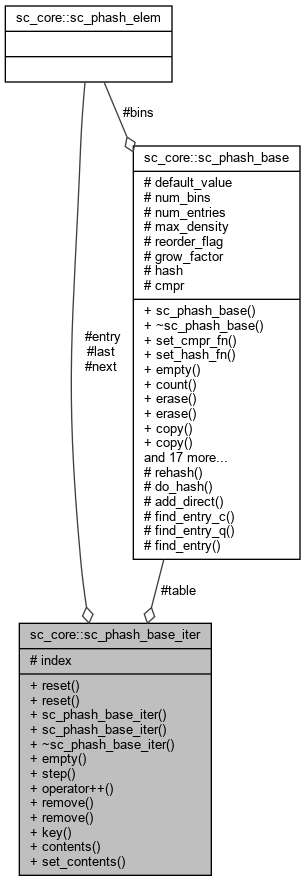 sc_core::sc_phash_elem
#bins
sc_core::sc_phash_base
# default_value
# num_bins
# num_entries
# max_density
# reorder_flag
# grow_factor
# hash
# cmpr
+ sc_phash_base()
+ ~sc_phash_base()
+ set_cmpr_fn()
+ set_hash_fn()
+ empty()
+ count()
+ erase()
+ erase()
+ copy()
+ copy()
and 17 more...
# rehash()
# do_hash()
# add_direct()
# find_entry_c()
# find_entry_q()
# find_entry()
#entry
#last
#next
#table
sc_core::sc_phash_base_iter
# index
+ reset()
+ reset()
+ sc_phash_base_iter()
+ sc_phash_base_iter()
+ ~sc_phash_base_iter()
+ empty()
+ step()
+ operator++()
+ remove()
+ remove()
+ key()
+ contents()
+ set_contents()